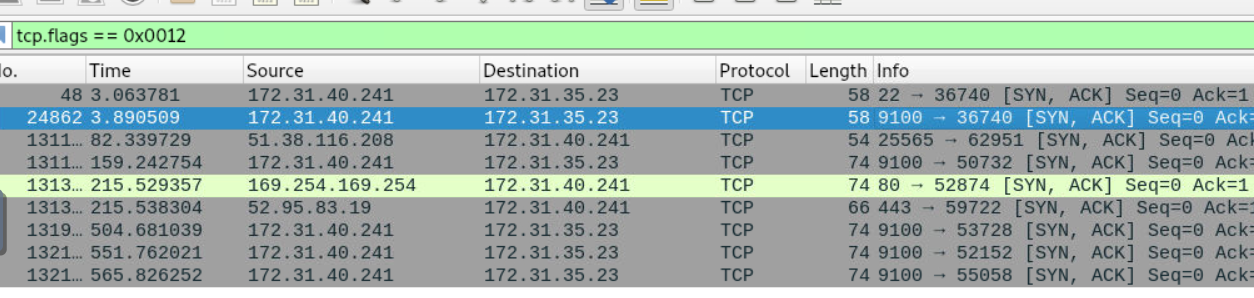 tcp.flags == 0x0012
o. Time Source Destination Protocol Length Info
48 3.063781 172.31.40.241 172.31.35.23 TCP 58 22 → 36740 [SYN, ACK] Seq=0 Ack=1
24862 3.890509 172.31.40.241 172.31.35.23 TCP 58 9100 → 36740 [SYN, ACK] Seq=0 Ack=
1311… 82.339729 51.38.116.208 172.31.40.241 TCP 54 25565 → 62951 [SYN, ACK] Seq=0 Ack
1311… 159.242754 172.31.40.241 172.31.35.23 TCP 74 9100 → 50732 [SYN, ACK] Seq=0 Ack=
1313… 215.529357 169.254.169.254 172.31.40.241 TCP 74 80 → 52874 [SYN, ACK] Seq=0 Ack=1
1313… 215.538304 52.95.83.19 172.31.40.241 TCP 66 443 → 59722 [SYN, ACK] Seq=0 Ack=1
1319… 504.681039 172.31.40.241 172.31.35.23 TCP 74 9100 → 53728 [SYN, ACK] Seq=0 Ack=
1321… 551.762021 172.31.40.241 172.31.35.23 TCP 74 9100 → 52152 [SYN, ACK] Seq=0 Ack=
1321… 565.826252 172.31.40.241 172.31.35.23 TCP 74 9100 → 55058 [SYN, ACK] Seq=0 Ack=